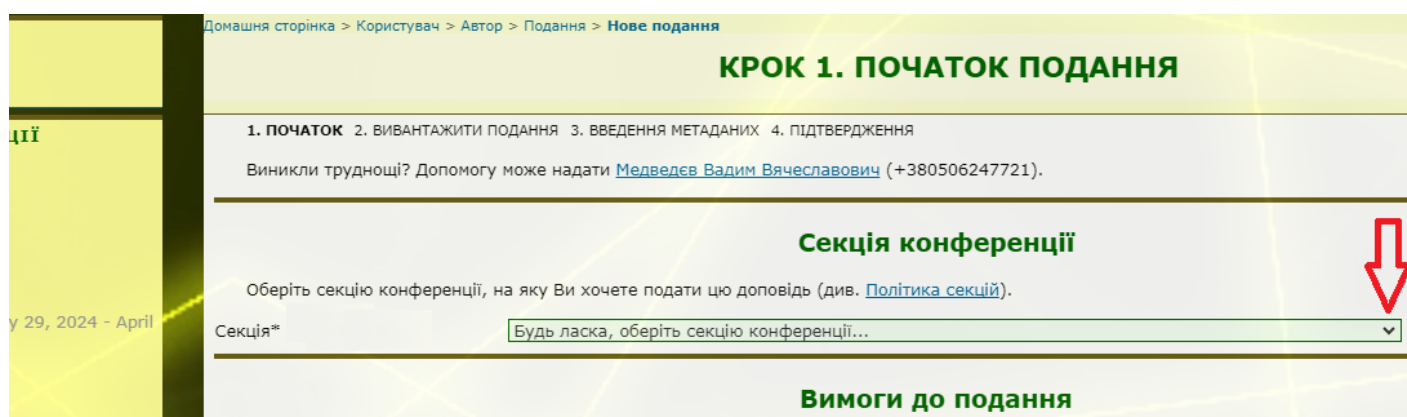 Домашня сторінка > Користувач > Автор > Подання > Нове подання
КРОК 1. ПОЧАТОК ПОДАННЯ
ції
1. ПОЧАТОК 2. ВИВАНТАЖИТИ ПОДАННЯ 3. ВВЕДЕННЯ МЕТАДАНИХ 4. ПІДТВЕРДЖЕННЯ
Виникли труднощі? Допомогу може надати Медведєв Вадим Вячеславович (+380506247721).
Секція конференції
Оберіть секцію конференції, на яку Ви хочете подати цю доповідь (див. Політика секцій).
y 29, 2024 - April
Секція* Будь ласка, оберіть секцію конференції...
Вимоги до подання